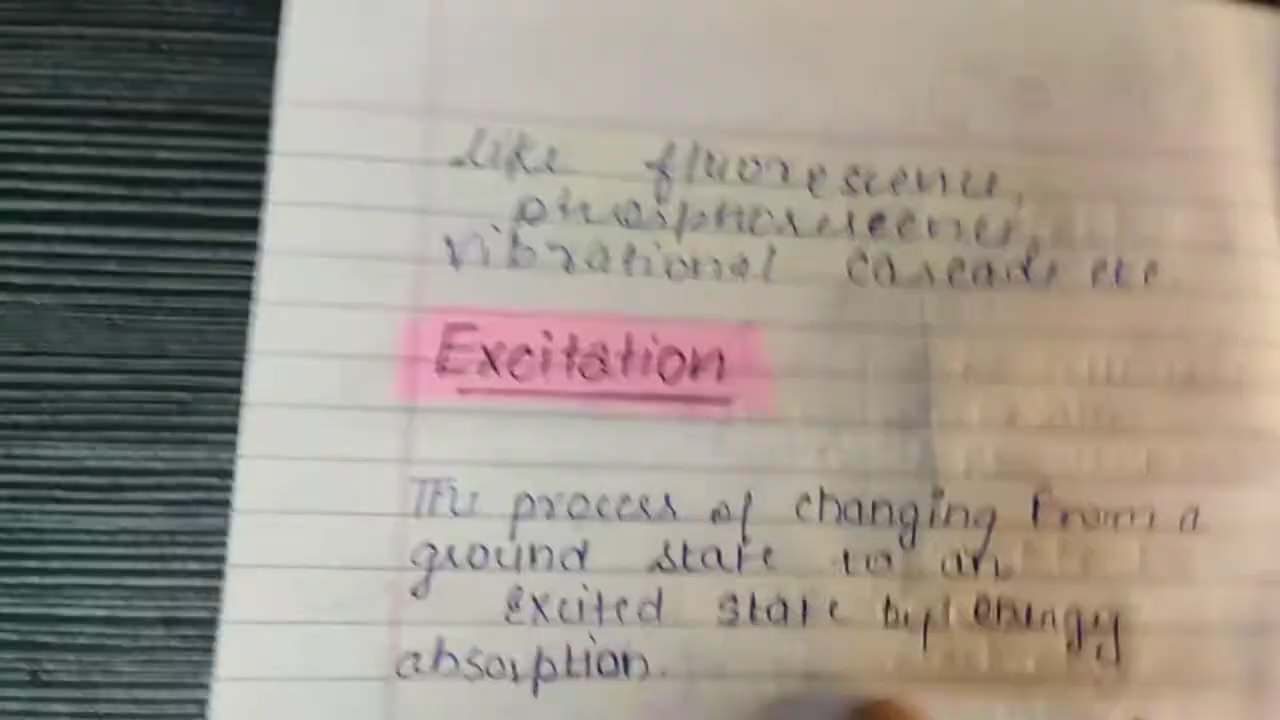 like fluorescence,
phosphorescence,
vibrational cascade etc.
Excitation
The process of changing from a
ground state to an
excited state by energy
absorption.